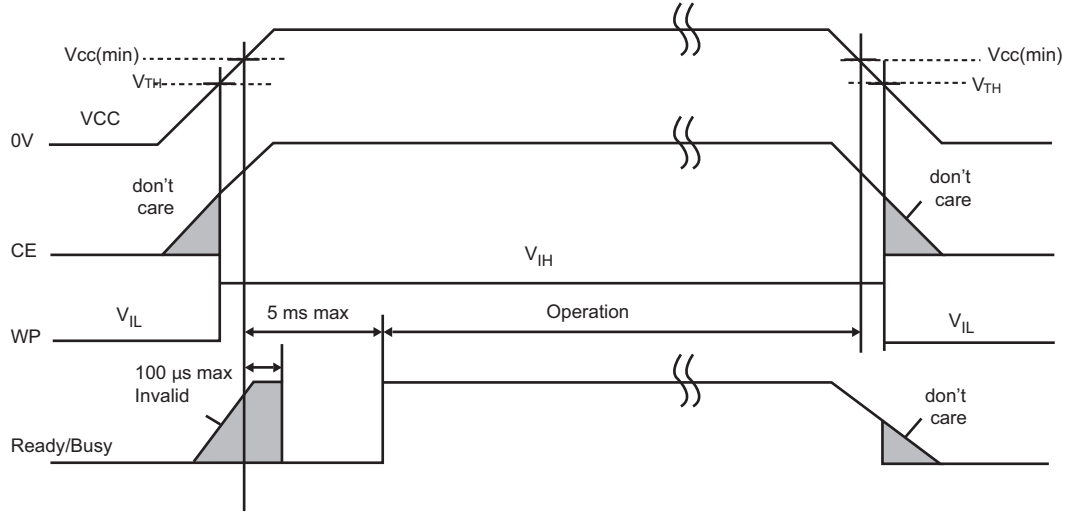 Vcc(min)
Vcc(min)
VTH
VTH
VCC
0V
don't
care
don't
care
CE
VIH
5 ms max
Operation
VIL
VIL
WP
100 µs max
Invalid
don't
care
Ready/Busy